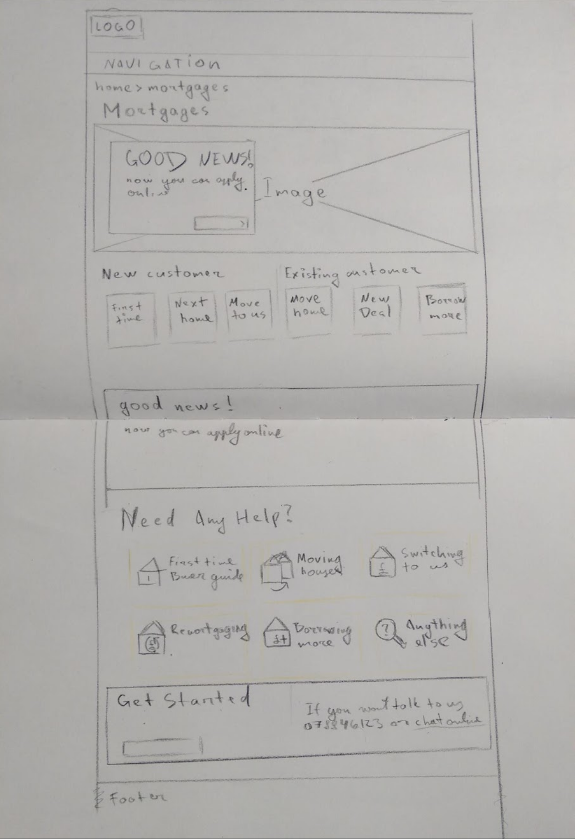 LOGO
NAVIGATION
home > mortgages
Mortgages
GOOD NEWS!
now you can apply
online.
Image
New customer
Existing customer
First
time
Next
home
Move
to us
Move
home
New
Deal
Borrow
more
good news!
now you can apply online
Need Any Help?
First time
Buer guide
Moving
houses
Switching
to us
Remortgaging
Borrowing
more
£+
?
Anything
else
Get Started
If you want talk to us
or chat online
Footer